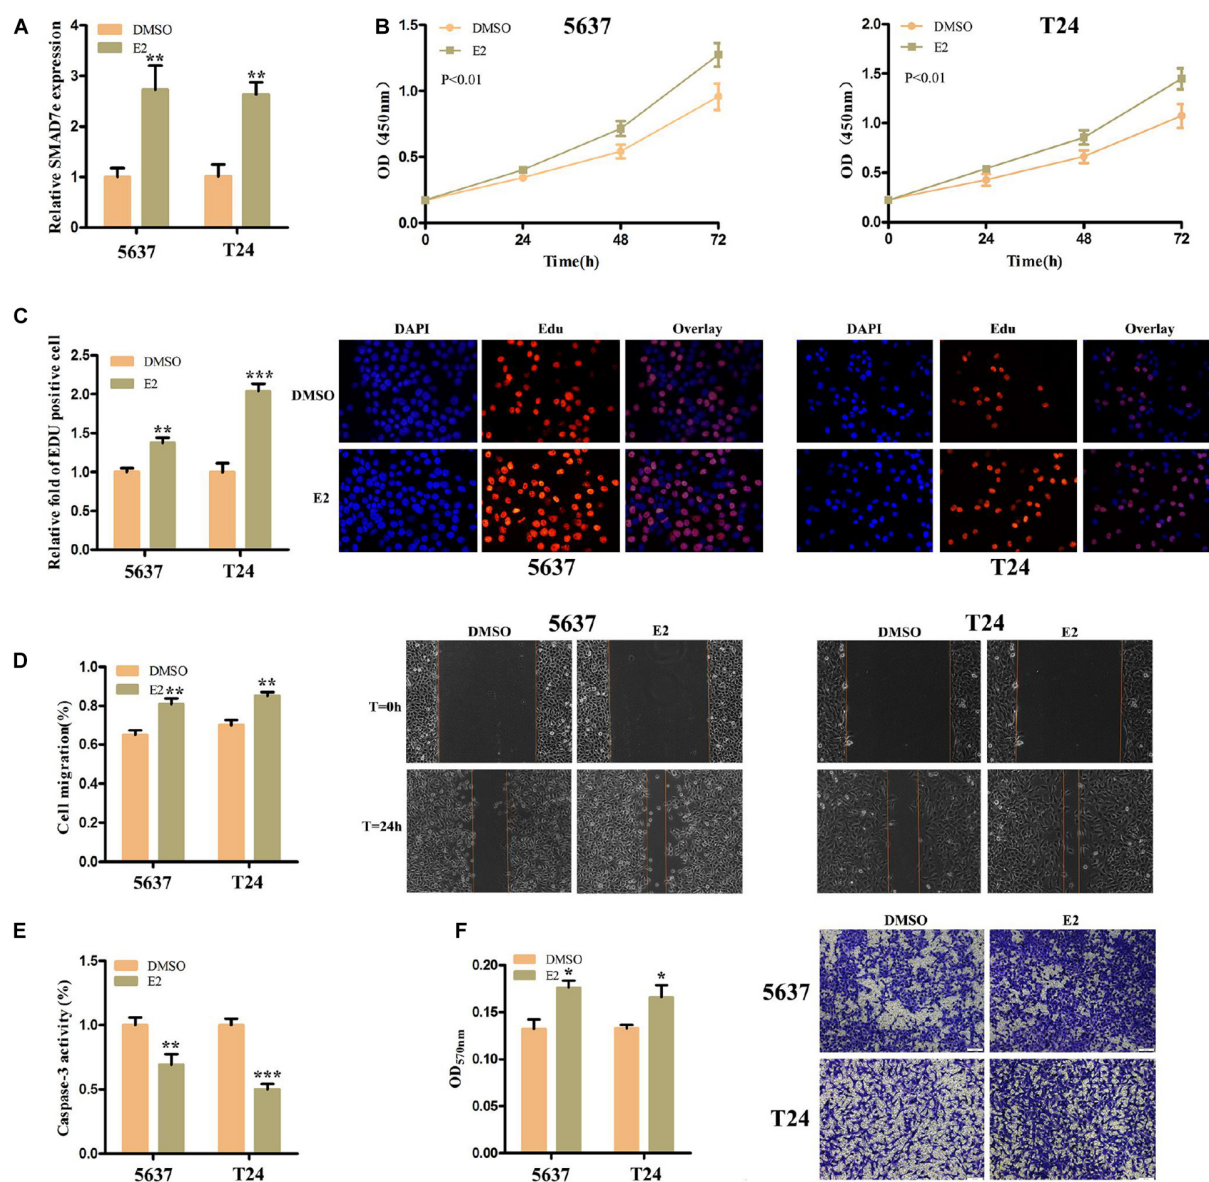 A
Relative SMAD7e expression
DMSO
E2
**
**
4
3
2
1
0
5637
T24
B
5637
DMSO
E2
P<0.01
OD（450nm）
1.5
1.0
0.5
0.0
0
24
48
72
Time(h)
T24
DMSO
E2
P<0.01
OD（450nm）
2.0
1.5
1.0
0.5
0.0
0
24
48
72
Time(h)
C
Relative fold of EDU positive cell
DMSO
E2
**
***
2.5
2.0
1.5
1.0
0.5
0.0
5637
T24
DAPI
Edu
Overlay
DMSO
E2
5637
DAPI
Edu
Overlay
T24
D
Cell migration(%)
DMSO
E2
**
**
1.0
0.8
0.6
0.4
0.2
0.0
5637
T24
5637
DMSO
E2
T=0h
T=24h
T24
DMSO
E2
E
Caspase-3 activity (%)
DMSO
E2
**
***
1.5
1.0
0.5
0.0
5637
T24
F
OD570nm
DMSO
E2
*
*
0.20
0.15
0.10
0.05
0.00
5637
T24
DMSO
E2
5637
T24